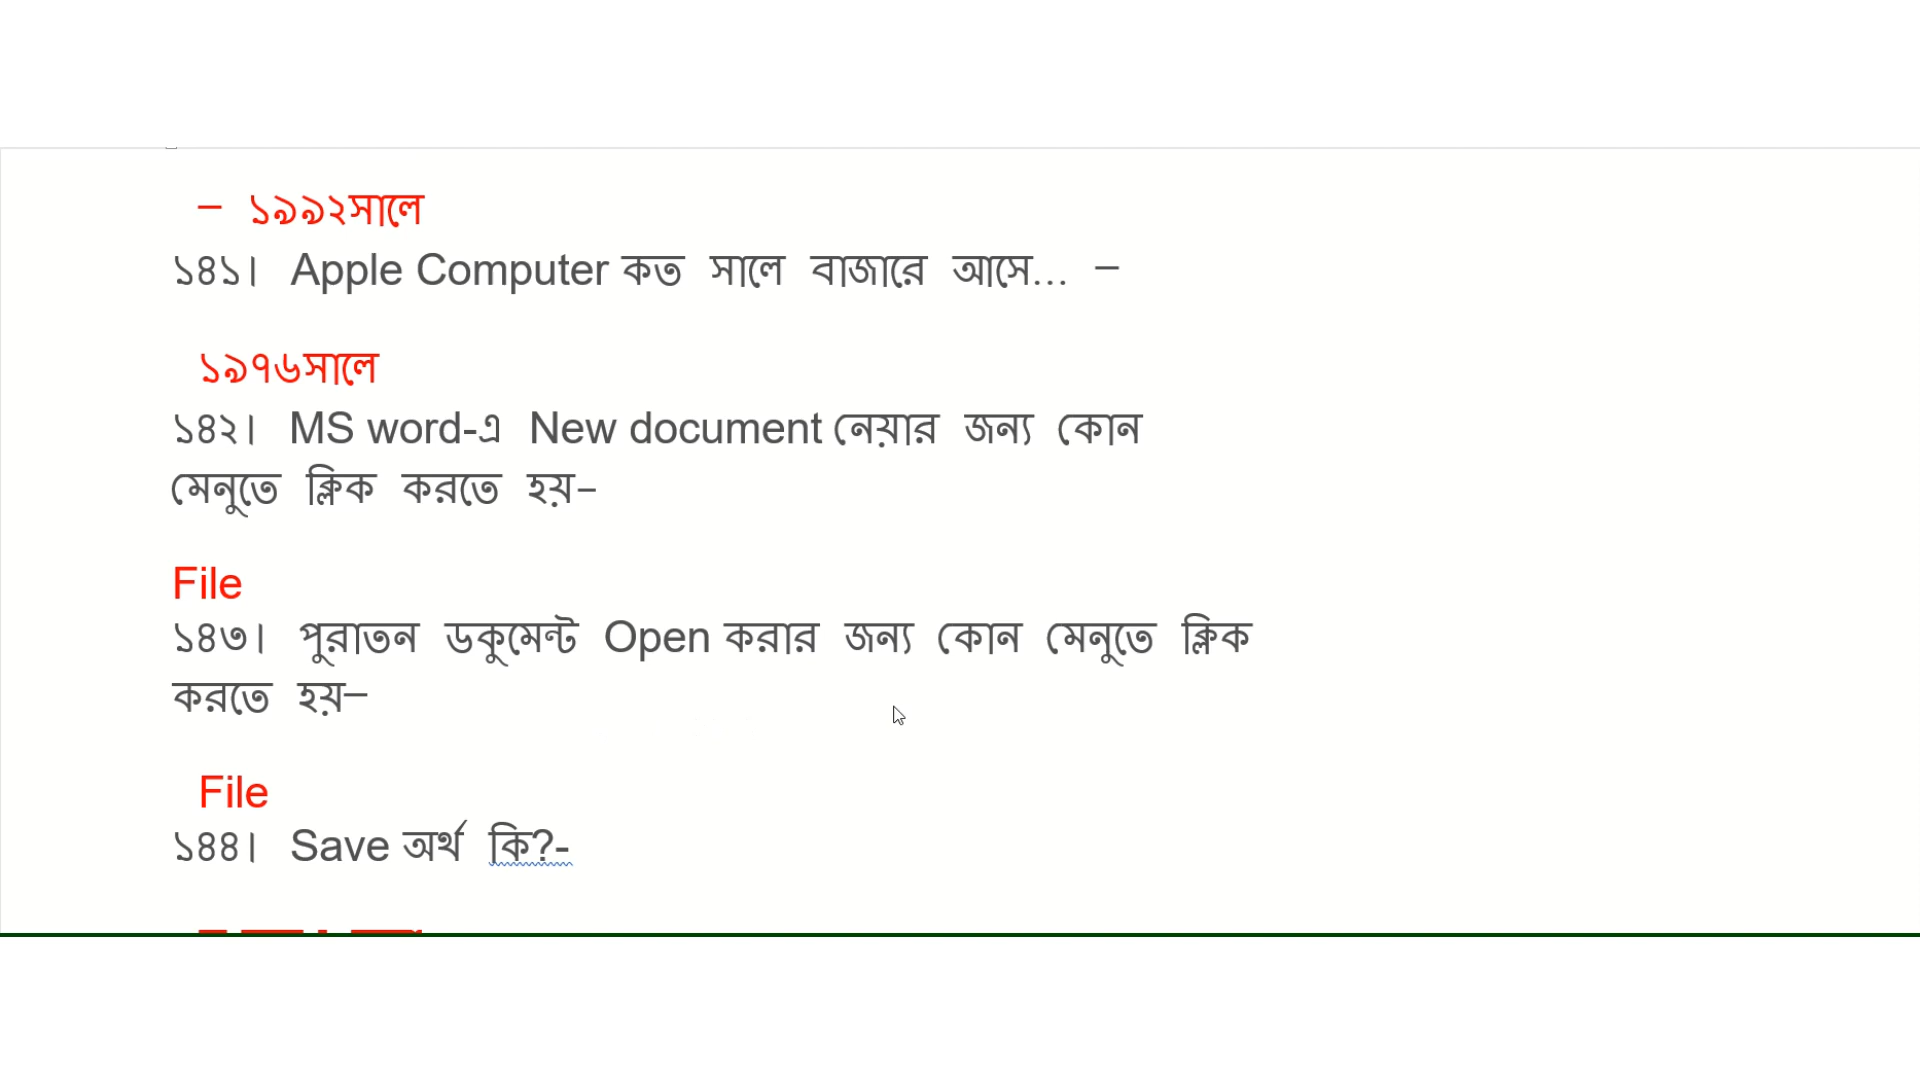 – ১৯৯২সালে
১৪১। Apple Computer কত সালে বাজারে আসে... –
১৯৭৬সালে
১৪২। MS word-এ New document নেয়ার জন্য কোন
মেনুতে ক্লিক করতে হয়–
File
১৪৩। পুরাতন ডকুমেন্ট Open করার জন্য কোন মেনুতে ক্লিক
করতে হয়–
File
১৪৪। Save অর্থ কি?-